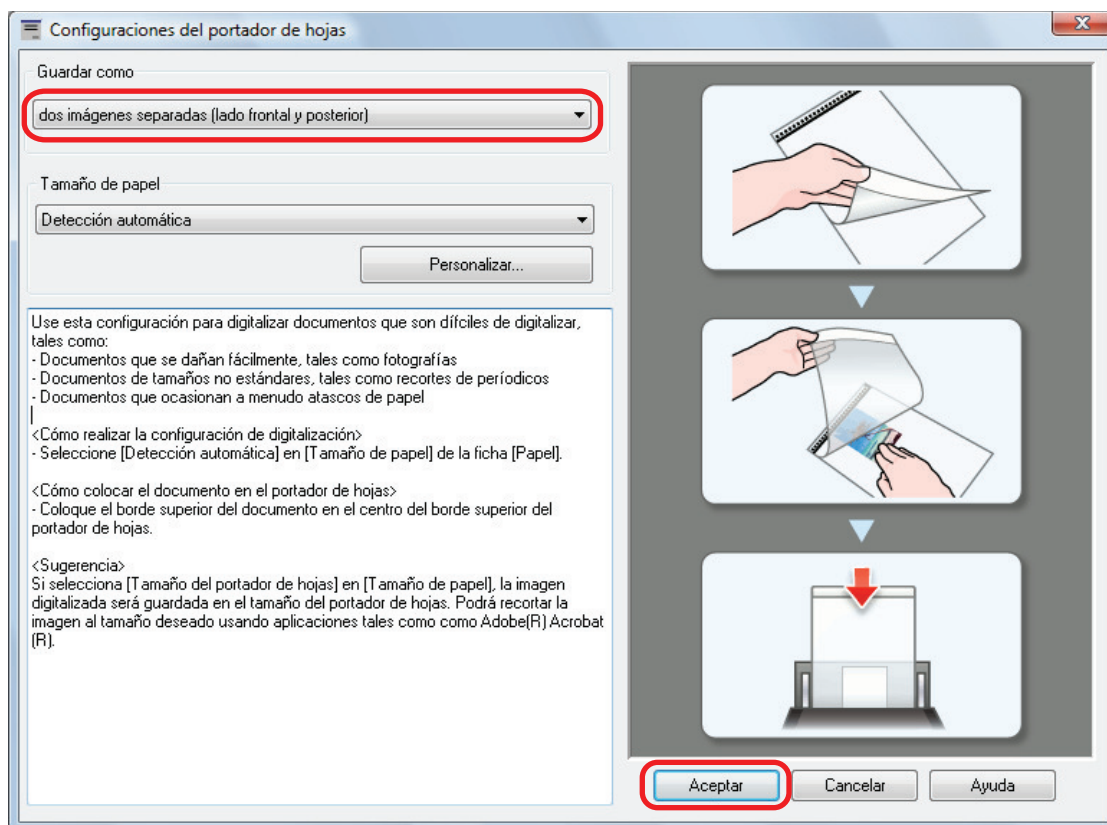 Configuraciones del portador de hojas
Guardar como
dos imágenes separadas (lado frontal y posterior)
Tamaño de papel
Detección automática
Personalizar...
Use esta configuración para digitalizar documentos que son difíciles de digitalizar,
tales como:
- Documentos que se dañan fácilmente, tales como fotografías
- Documentos de tamaños no estándares, tales como recortes de períodicos
- Documentos que ocasionan a menudo atascos de papel
<Cómo realizar la configuración de digitalización>
- Seleccione [Detección automática] en [Tamaño de papel] de la ficha [Papel].
<Cómo colocar el documento en el portador de hojas>
- Coloque el borde superior del documento en el centro del borde superior del
portador de hojas.
<Sugerencia>
Si selecciona [Tamaño del portador de hojas] en [Tamaño de papel], la imagen
digitalizada será guardada en el tamaño del portador de hojas. Podrá recortar la
imagen al tamaño deseado usando aplicaciones tales como como Adobe(R) Acrobat
(R).
Aceptar
Cancelar
Ayuda